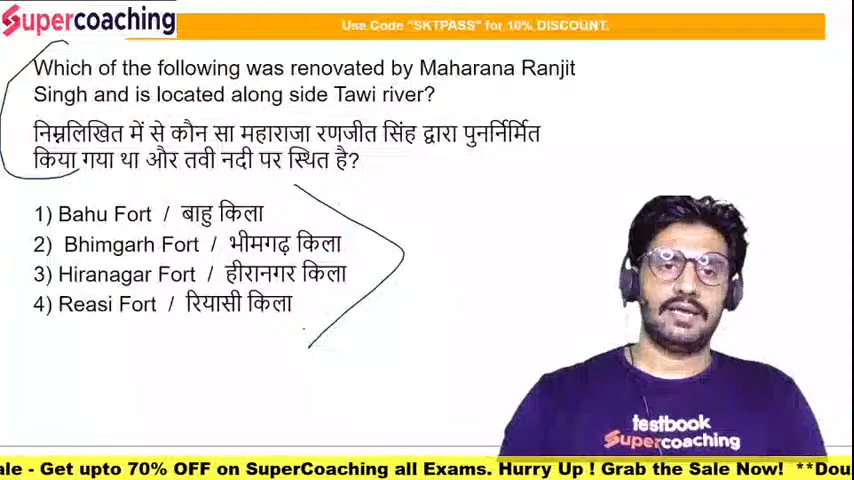 Supercoaching
Use Code "SKTPASS" for 10% DISCOUNT.
Which of the following was renovated by Maharana Ranjit
Singh and is located along side Tawi river?
निम्नलिखित में से कौन सा महाराजा रणजीत सिंह द्वारा पुनर्निर्मित
किया गया था और तवी नदी पर स्थित है?
1) Bahu Fort / बाहु किला
2) Bhimgarh Fort / भीमगढ़ किला
3) Hiranagar Fort / हीरानगर किला
4) Reasi Fort / रियासी किला
testbook
Supercoaching
ale - Get upto 70% OFF on SuperCoaching all Exams. Hurry Up ! Grab the Sale Now! **Dou